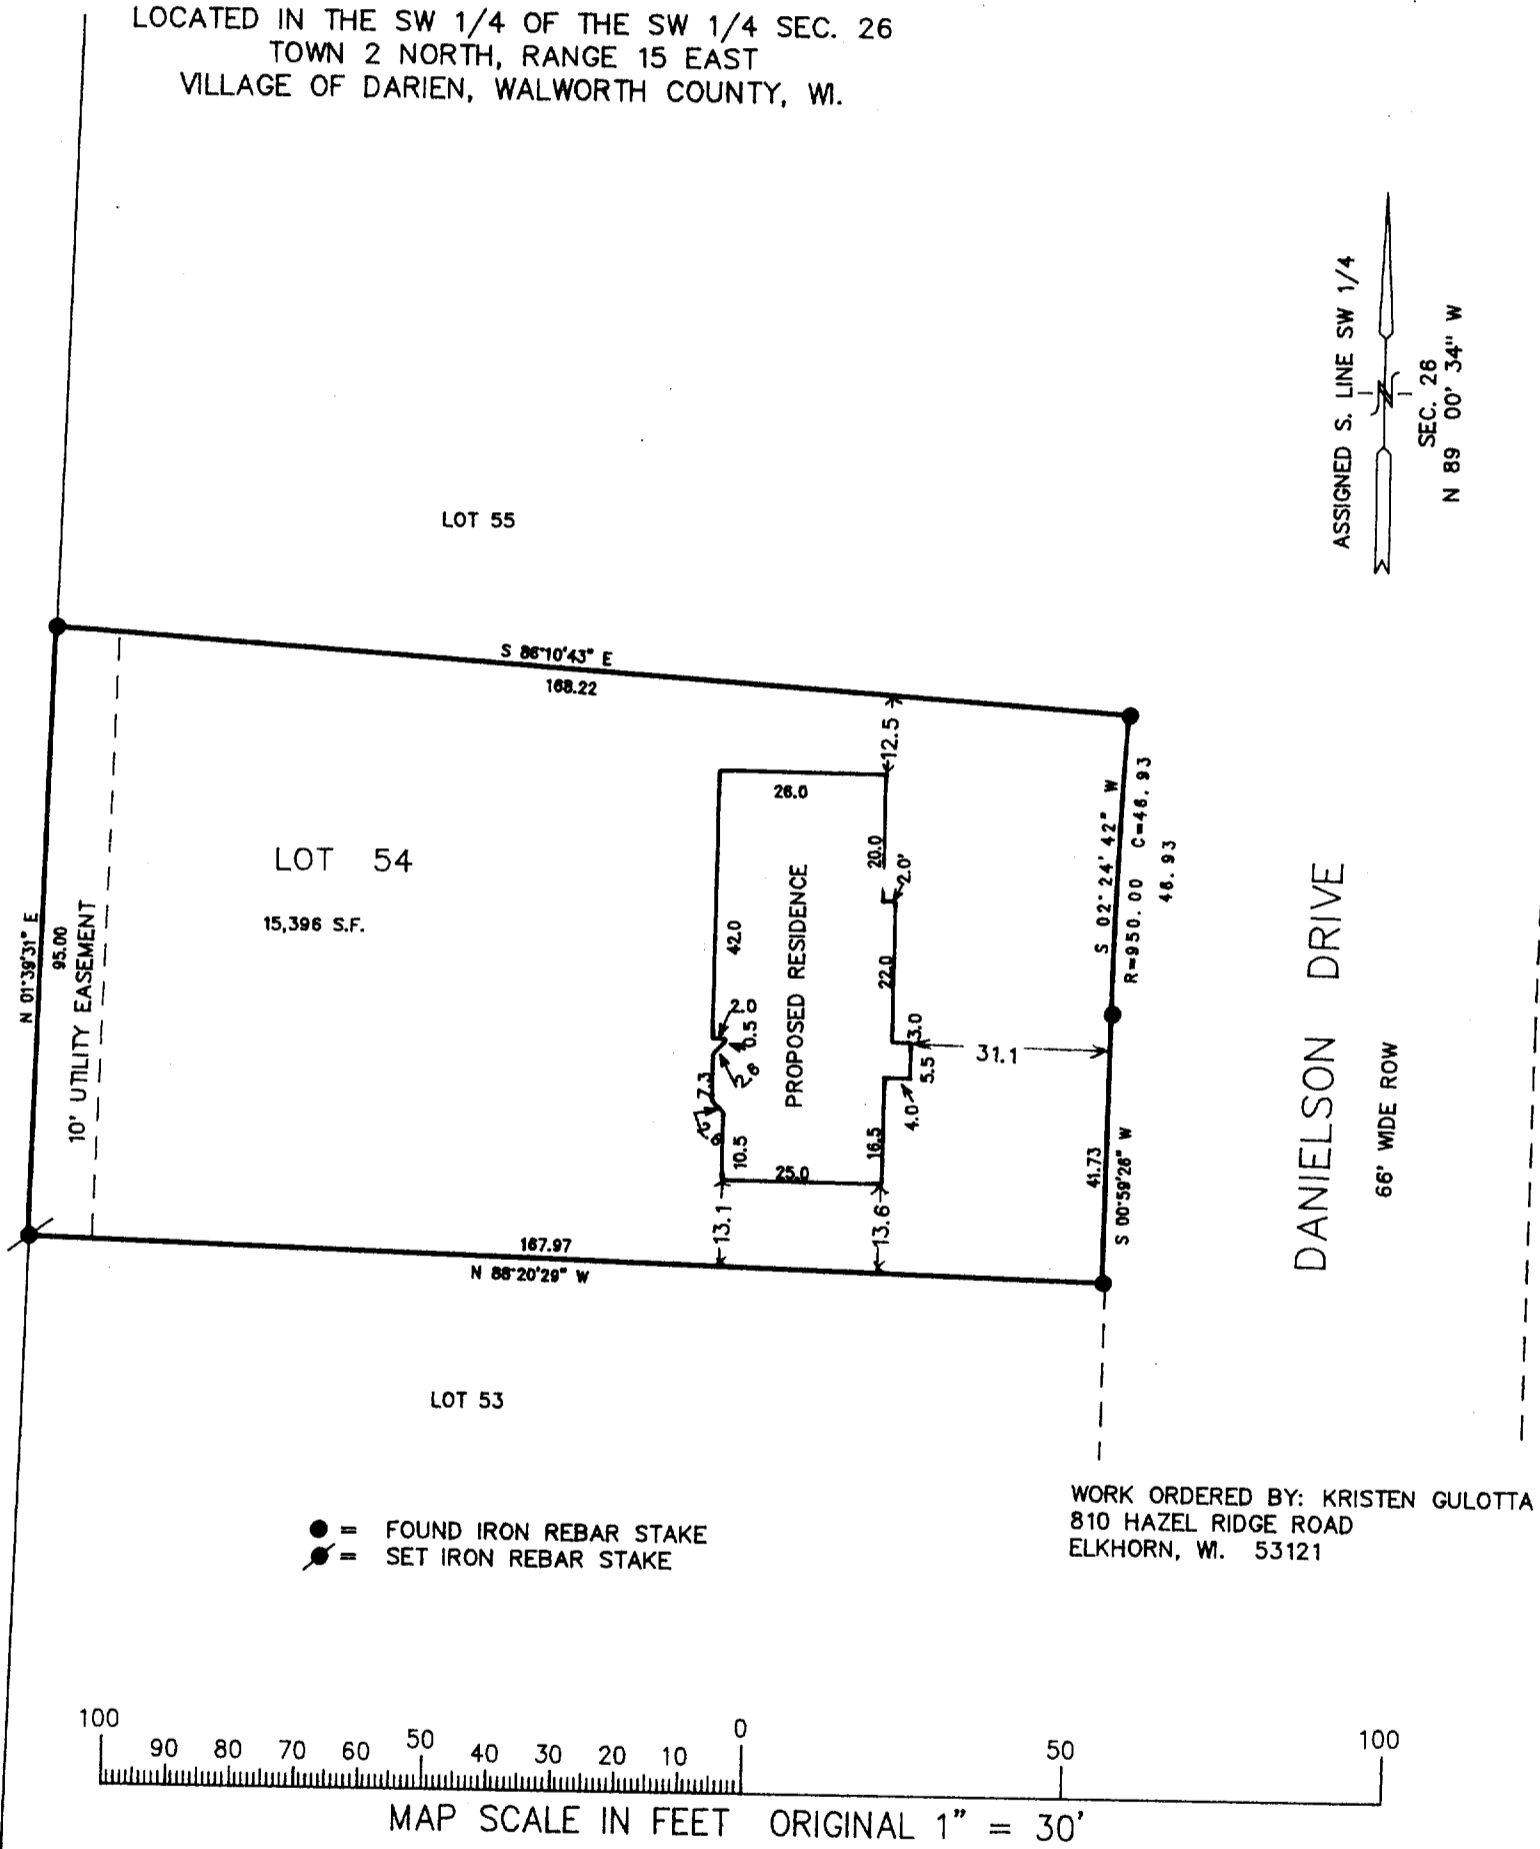 LOCATED IN THE SW 1/4 OF THE SW 1/4 SEC. 26
TOWN 2 NORTH, RANGE 15 EAST
VILLAGE OF DARIEN, WALWORTH COUNTY, WI.
ASSIGNED S. LINE SW 1/4
N
SEC. 26
N 89 00' 34" W
LOT 55
S 86°10'43" E
168.22
12.5
26.0
20.0
2.0'
LOT 54
15,396 S.F.
N 01°39'31" E
95.00
10' UTILITY EASEMENT
42.0
PROPOSED RESIDENCE
22.0
2.0
0.5
2.8
7.3
2.8
10.5
25.0
16.5
3.0
5.5
4.0
31.1
S 02°24'42" W
R=950.00 C=46.93
46.93
41.73
S 00°59'26" W
DANIELSON DRIVE
66' WIDE ROW
13.1
13.6
167.97
N 88°20'29" W
LOT 53
WORK ORDERED BY: KRISTEN GULOTTA
810 HAZEL RIDGE ROAD
ELKHORN, WI. 53121
= FOUND IRON REBAR STAKE
= SET IRON REBAR STAKE
100 90 80 70 60 50 40 30 20 10 0 50 100
MAP SCALE IN FEET ORIGINAL 1" = 30'